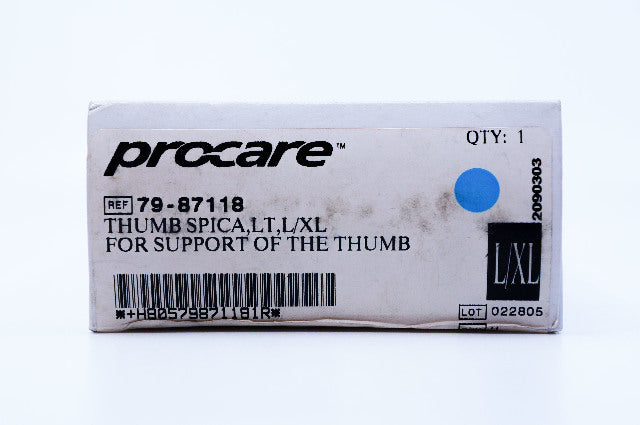 procare™
QTY: 1
REF 79-87118
THUMB SPICA,LT,L/XL
FOR SUPPORT OF THE THUMB
2090303
L/XL
*+H80579871181R*
LOT 022805